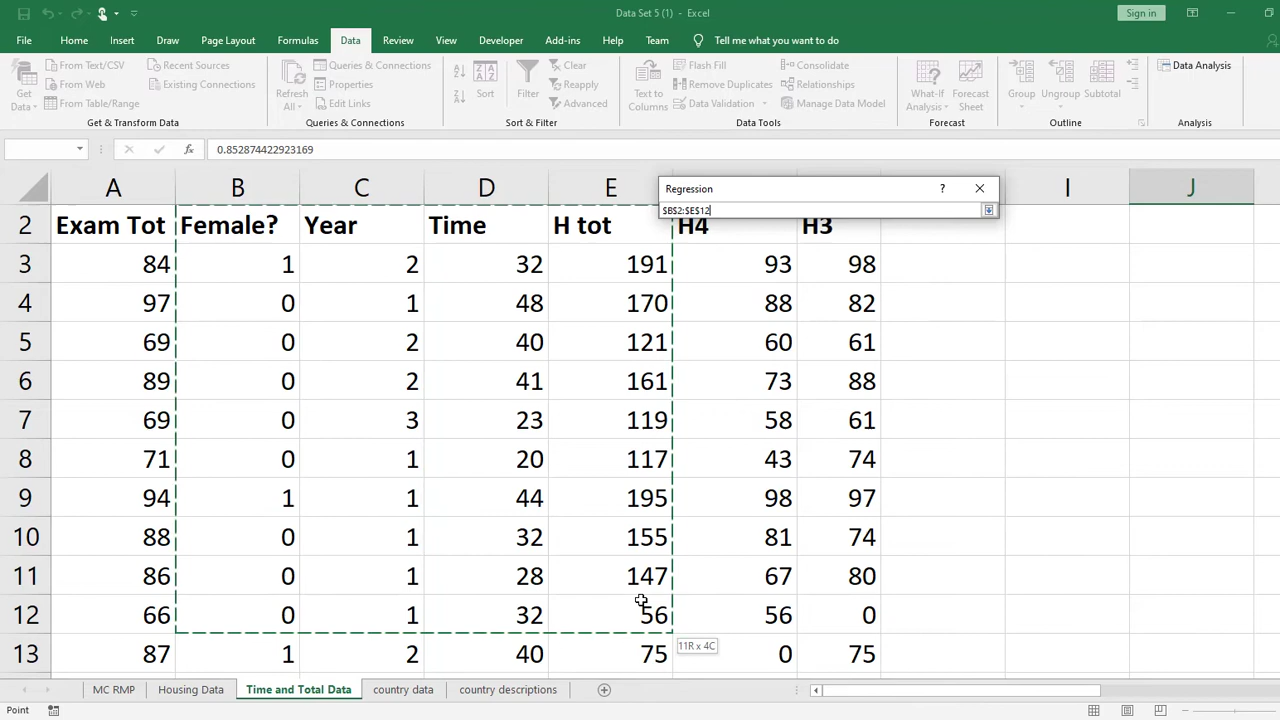 Data Set 5 (1) - Excel
Sign in
File Home Insert Draw Page Layout Formulas Data Review View Developer Add-ins Help Team Tell me what you want to do
Get Data
From Text/CSV
From Web
From Table/Range
Recent Sources
Existing Connections
Get & Transform Data
Refresh All
Queries & Connections
Properties
Edit Links
Queries & Connections
Sort
Filter
Clear
Reapply
Advanced
Sort & Filter
Text to Columns
Flash Fill
Remove Duplicates
Data Validation
Consolidate
Relationships
Manage Data Model
Data Tools
What-If Analysis
Forecast Sheet
Forecast
Group
Ungroup
Subtotal
Outline
Data Analysis
Analysis
fx 0.852874422923169
Regression ?
$B$2:$E$12
A B C D E I J
2 Exam Tot Female? Year Time H tot H4 H3
3 84 1 2 32 191 93 98
4 97 0 1 48 170 88 82
5 69 0 2 40 121 60 61
6 89 0 2 41 161 73 88
7 69 0 3 23 119 58 61
8 71 0 1 20 117 43 74
9 94 1 1 44 195 98 97
10 88 0 1 32 155 81 74
11 86 0 1 28 147 67 80
12 66 0 1 32 56 56 0
11R x 4C
13 87 1 2 40 75 0 75
MC RMP Housing Data Time and Total Data country data country descriptions
Point